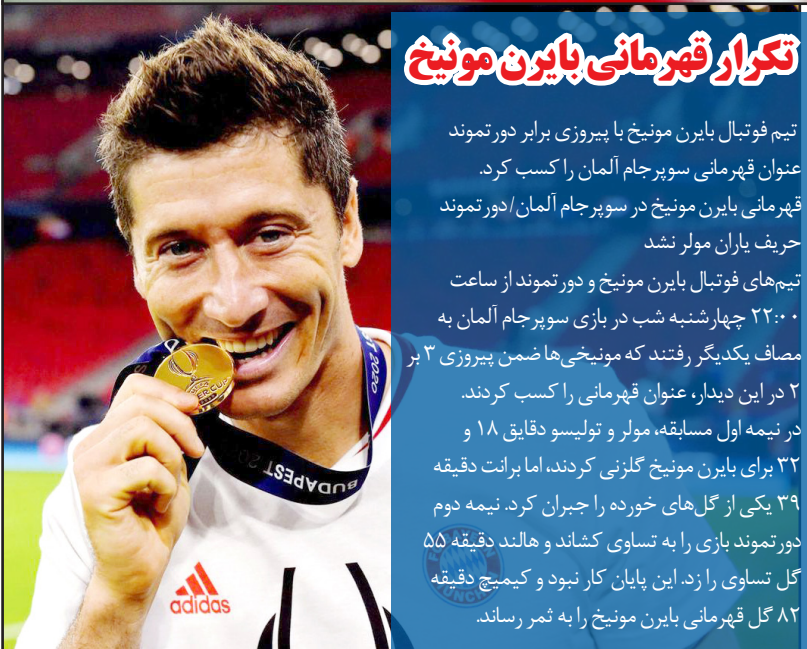 تکرار قهرمانی بایرن مونیخ
تیم فوتبال بایرن مونیخ با پیروزی برابر دورتموند
عنوان قهرمانی سوپرجام آلمان را کسب کرد.
قهرمانی بایرن مونیخ در سوپرجام آلمان/دورتموند
حریف یاران مولر نشد
تیم‌های فوتبال بایرن مونیخ و دورتموند از ساعت
۲۲:۰۰ چهارشنبه شب در بازی سوپرجام آلمان به
مصاف یکدیگر رفتند که مونیخی‌ها ضمن پیروزی ۳ بر
۲ در این دیدار، عنوان قهرمانی را کسب کردند.
در نیمه اول مسابقه، مولر و تولیسو دقایق ۱۸ و
۳۲ برای بایرن مونیخ گلزنی کردند، اما برانت دقیقه
۳۹ یکی از گل‌های خورده را جبران کرد. نیمه دوم
دورتموند بازی را به تساوی کشاند و هالند دقیقه ۵۵
گل تساوی را زد. این پایان کار نبود و کیمیچ دقیقه
۸۲ گل قهرمانی بایرن مونیخ را به ثمر رساند.
BUDAPEST 20
2020
adidas